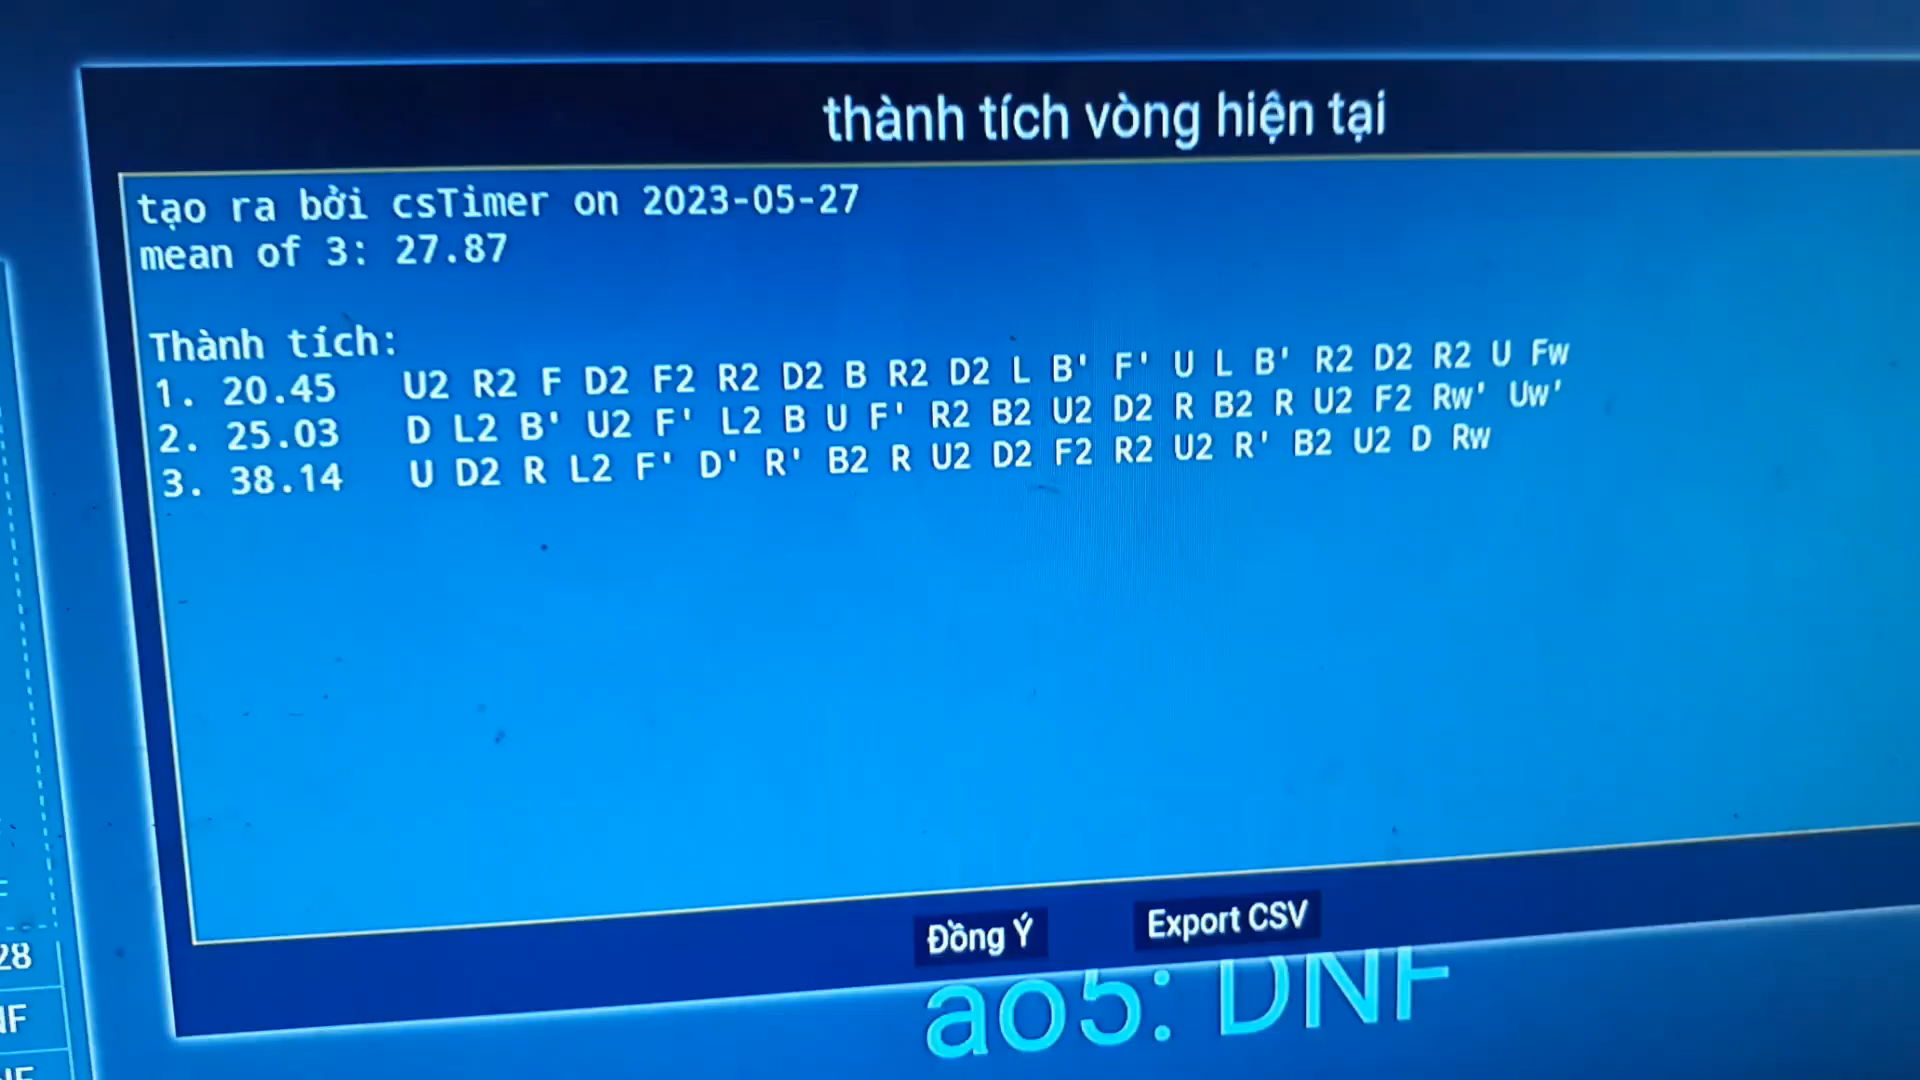 thành tích vòng hiện tại
tạo ra bởi csTimer on 2023-05-27
mean of 3: 27.87
Thành tích:
1. 20.45 U2 R2 F D2 F2 R2 D2 B R2 D2 L B' F' U L B' R2 D2 R2 U Fw
2. 25.03 D L2 B' U2 F' L2 B U F' R2 B2 U2 D2 R B2 R U2 F2 Rw' Uw'
3. 38.14 U D2 R L2 F' D' R' B2 R U2 D2 F2 R2 U2 R' B2 U2 D Rw
Đồng Ý
Export CSV
28
ao5: DNF